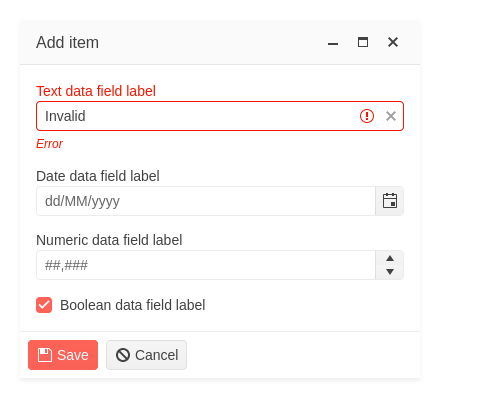 Add item
Text data field label
Invalid
Error
Date data field label
dd/MM/yyyy
Numeric data field label
##,###
Boolean data field label
Save Cancel